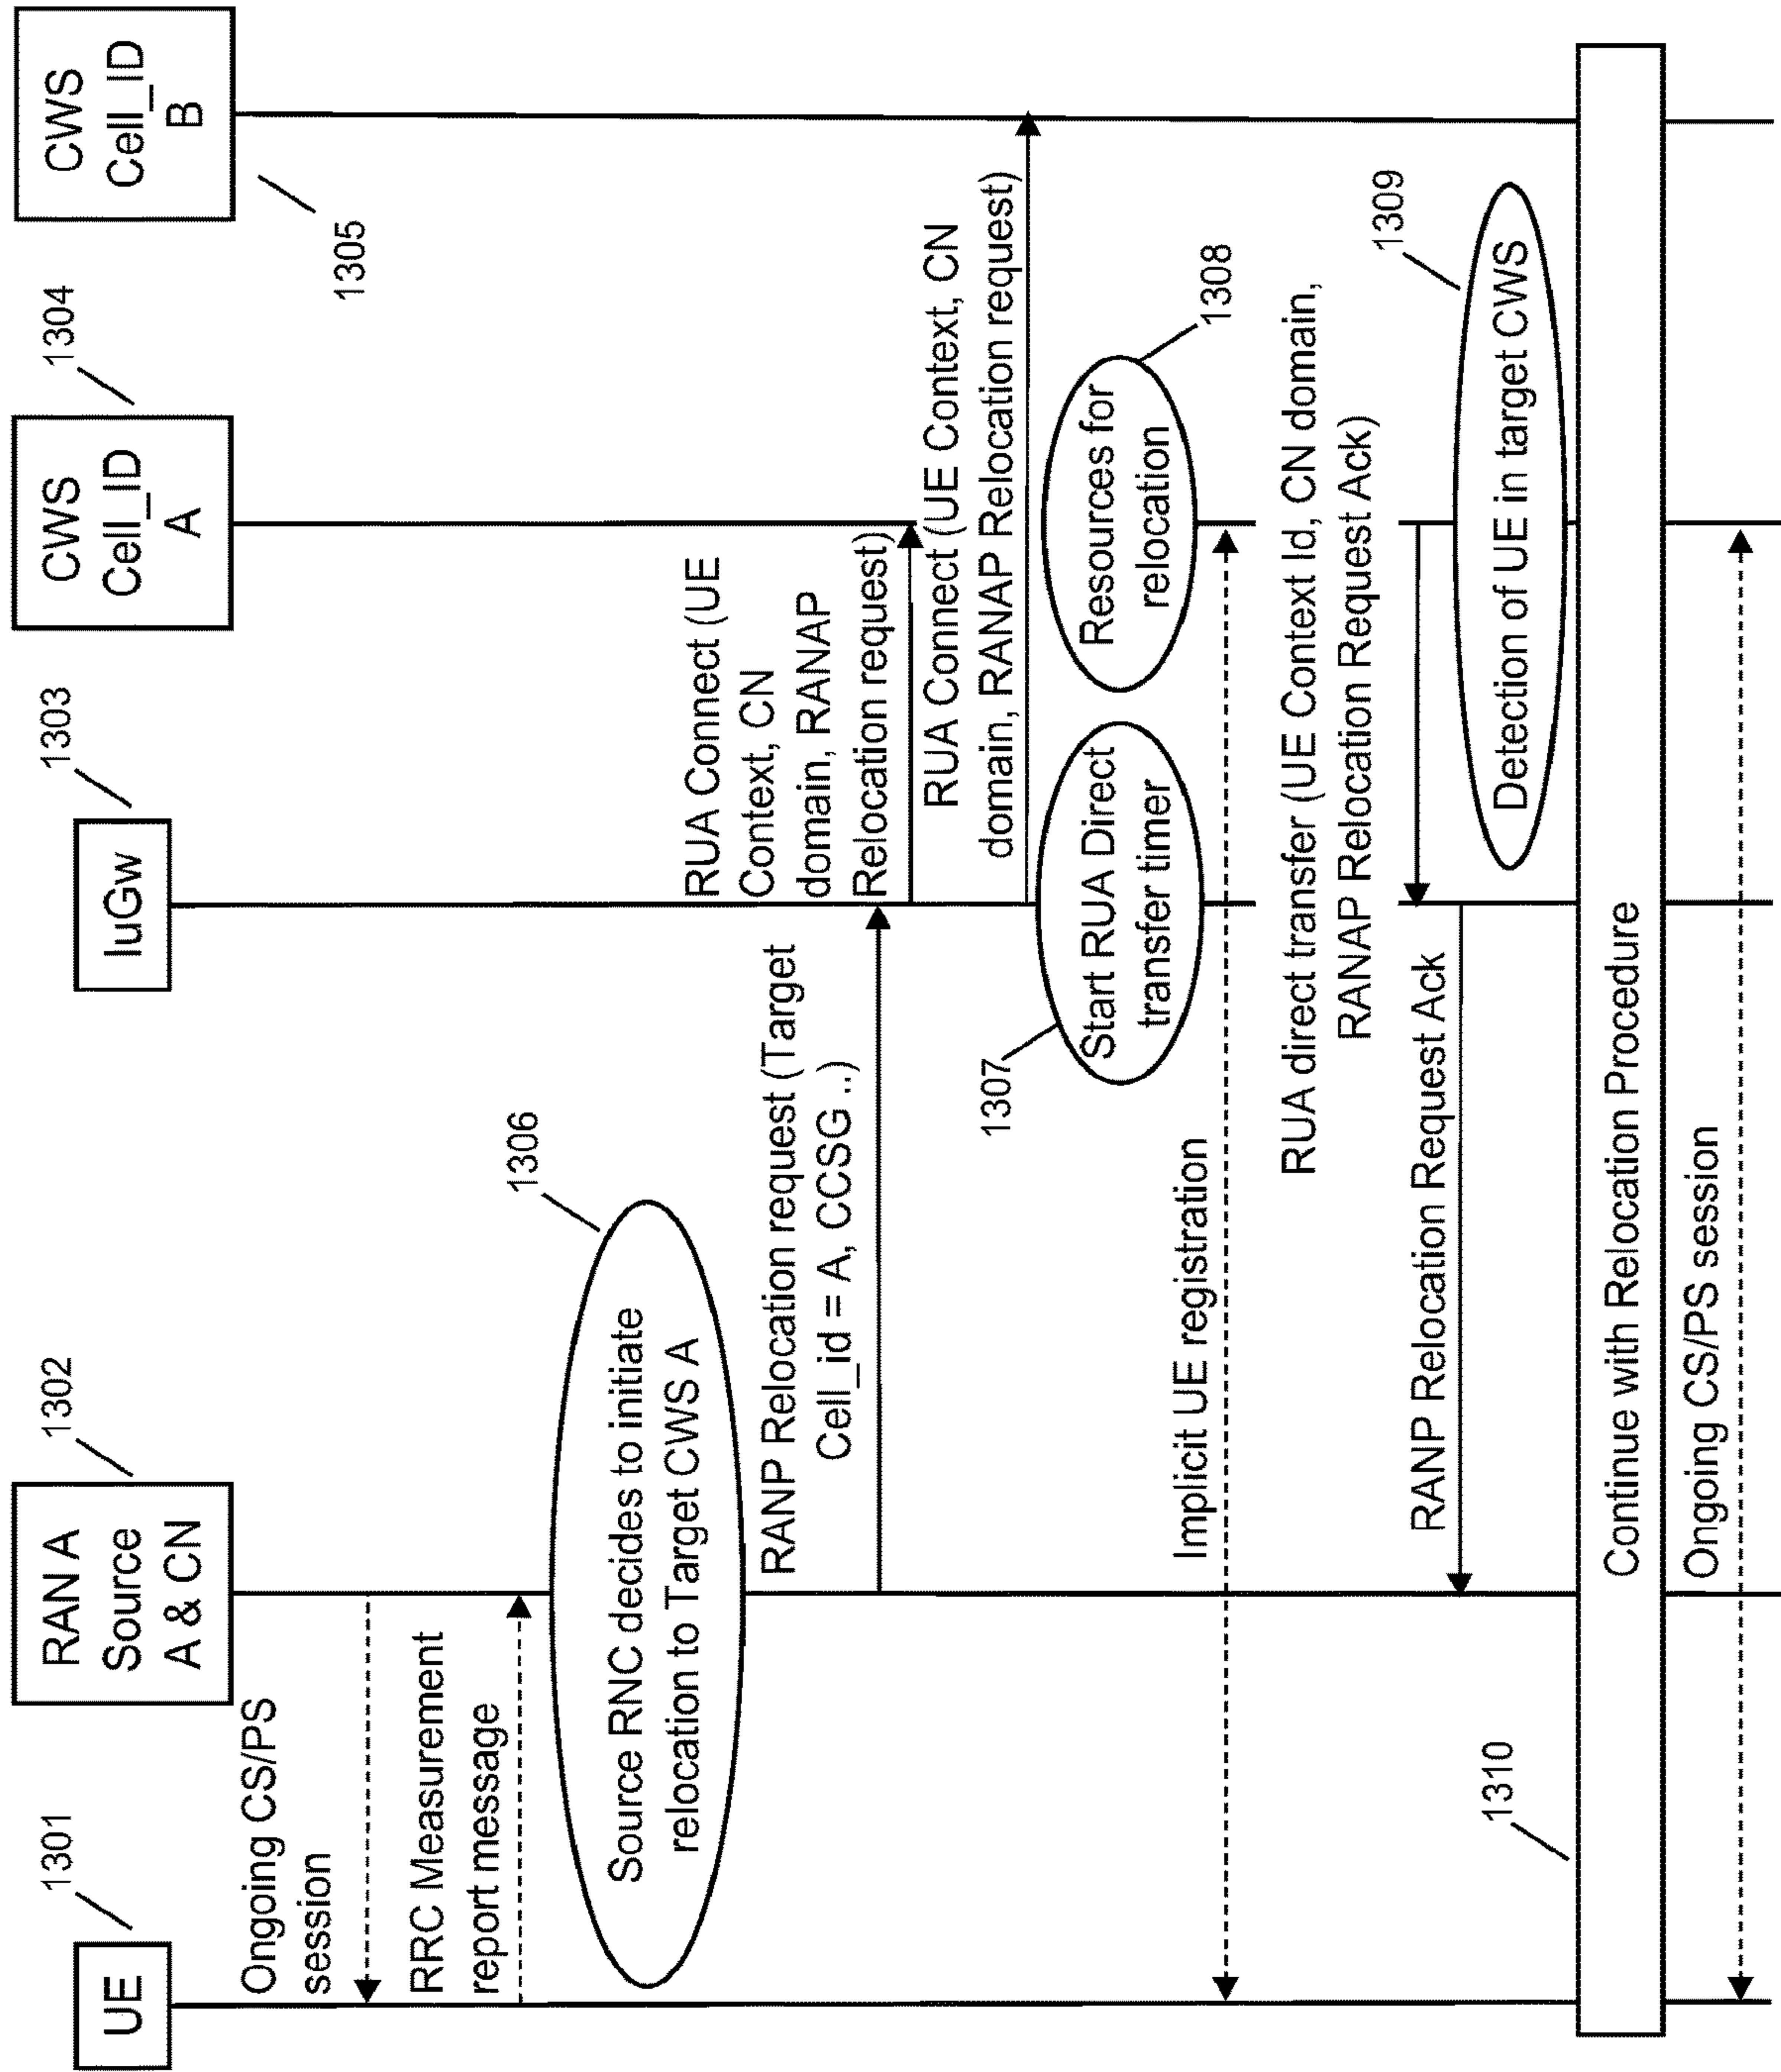 UE
1301
RAN A
Source
A & CN
1302
IuGw
1303
CWS
Cell_ID
A
1304
CWS
Cell_ID
B
1305
Ongoing CS/PS
session
RRC Measurement
report message
Source RNC decides to initiate
relocation to Target CWS A
1306
RANP Relocation request (Target
Cell_id = A, CCSG ..)
RUA Connect (UE
Context, CN
domain, RANAP
Relocation request)
RUA Connect (UE Context, CN
domain, RANAP Relocation request)
Start RUA Direct
transfer timer
1307
Resources for
relocation
1308
Implicit UE registration
RUA direct transfer (UE Context Id, CN domain,
RANAP Relocation Request Ack)
RANP Relocation Request Ack
Detection of UE in target CWS
1309
Continue with Relocation Procedure
1310
Ongoing CS/PS session